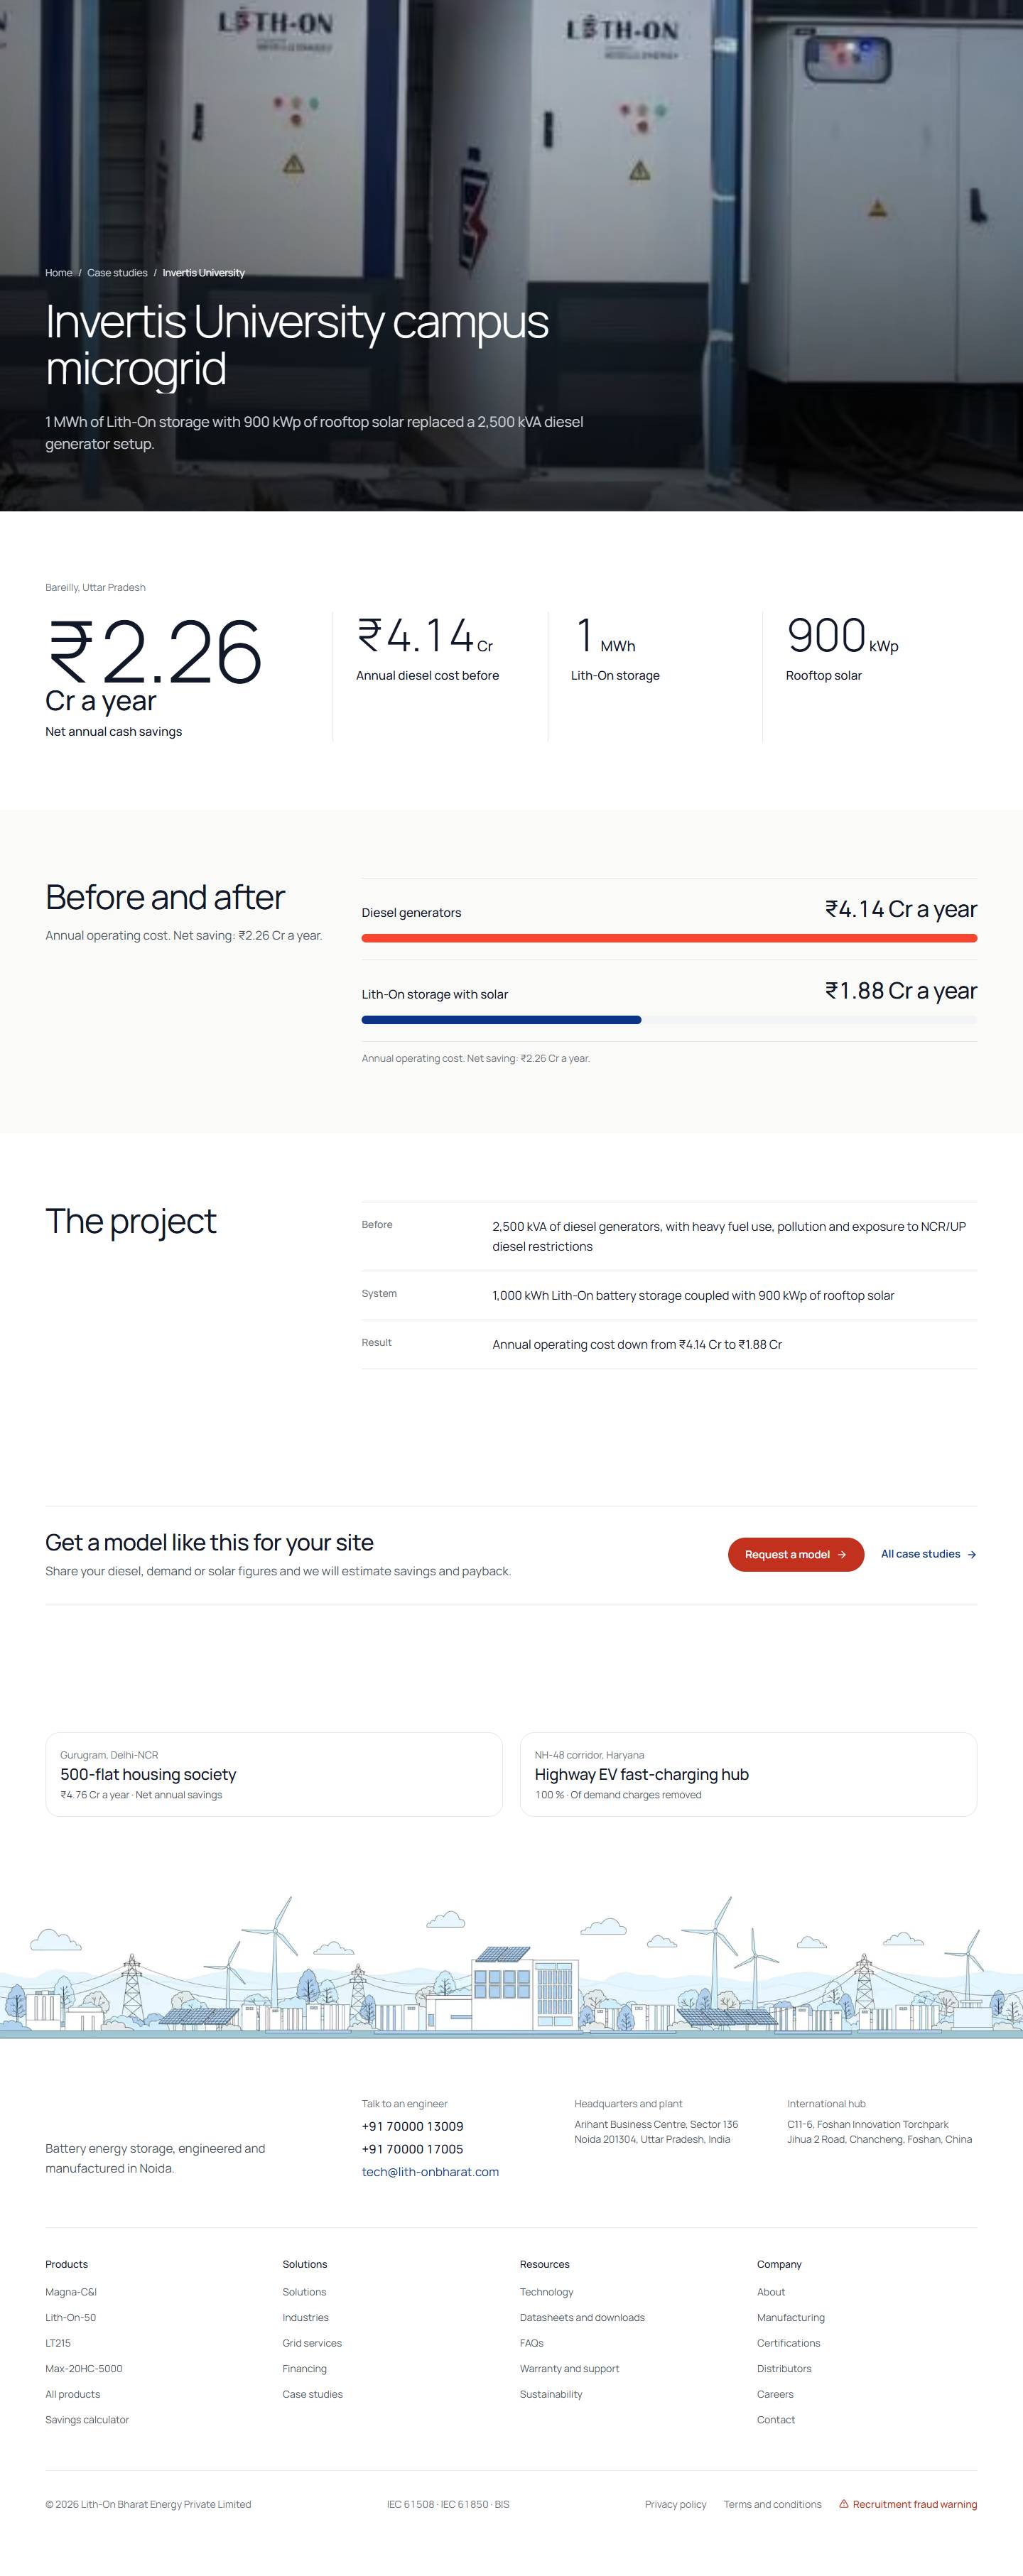 LITH-ON
LITH-ON
Home / Case studies / Invertis University
Invertis University campus
microgrid
1 MWh of Lith-On storage with 900 kWp of rooftop solar replaced a 2,500 kVA diesel
generator setup.
Bareilly, Uttar Pradesh
₹2.26
Cr a year
Net annual cash savings
₹4.14 Cr
Annual diesel cost before
1 MWh
Lith-On storage
900 kWp
Rooftop solar
Before and after
Annual operating cost. Net saving: ₹2.26 Cr a year.
Diesel generators
₹4.14 Cr a year
Lith-On storage with solar
₹1.88 Cr a year
Annual operating cost. Net saving: ₹2.26 Cr a year.
The project
Before
2,500 kVA of diesel generators, with heavy fuel use, pollution and exposure to NCR/UP
diesel restrictions
System
1,000 kWh Lith-On battery storage coupled with 900 kWp of rooftop solar
Result
Annual operating cost down from ₹4.14 Cr to ₹1.88 Cr
Get a model like this for your site
Share your diesel, demand or solar figures and we will estimate savings and payback.
Request a model →
All case studies →
Gurugram, Delhi-NCR
500-flat housing society
₹4.76 Cr a year · Net annual savings
NH-48 corridor, Haryana
Highway EV fast-charging hub
100 % · Of demand charges removed
Battery energy storage, engineered and
manufactured in Noida.
Talk to an engineer
+91 70000 13009
+91 70000 17005
tech@lith-onbharat.com
Headquarters and plant
Arihant Business Centre, Sector 136
Noida 201304, Uttar Pradesh, India
International hub
C11-6, Foshan Innovation Torchpark
Jihua 2 Road, Chancheng, Foshan, China
Products
Magna-C&I
Lith-On-50
LT215
Max-20HC-5000
All products
Savings calculator
Solutions
Solutions
Industries
Grid services
Financing
Case studies
Resources
Technology
Datasheets and downloads
FAQs
Warranty and support
Sustainability
Company
About
Manufacturing
Certifications
Distributors
Careers
Contact
© 2026 Lith-On Bharat Energy Private Limited
IEC 61508 · IEC 61850 · BIS
Privacy policy
Terms and conditions
Recruitment fraud warning